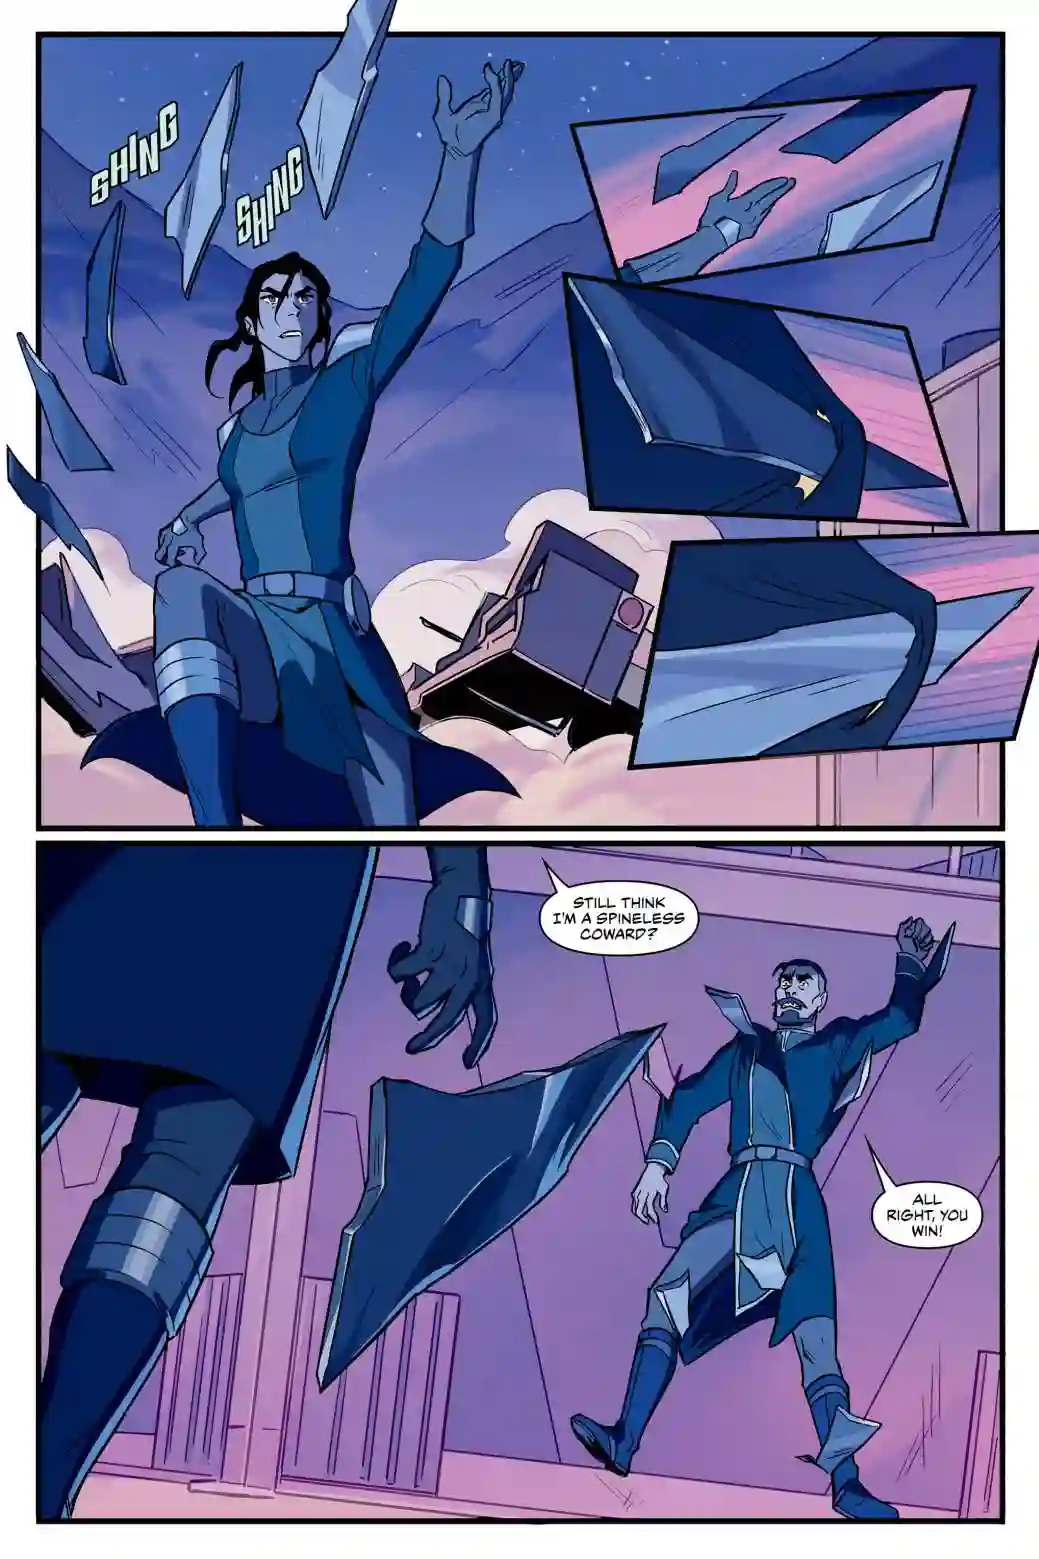 SHING
SHING
STILL THINK
I'M A SPINELESS
COWARD?
ALL
RIGHT, YOU
WIN!